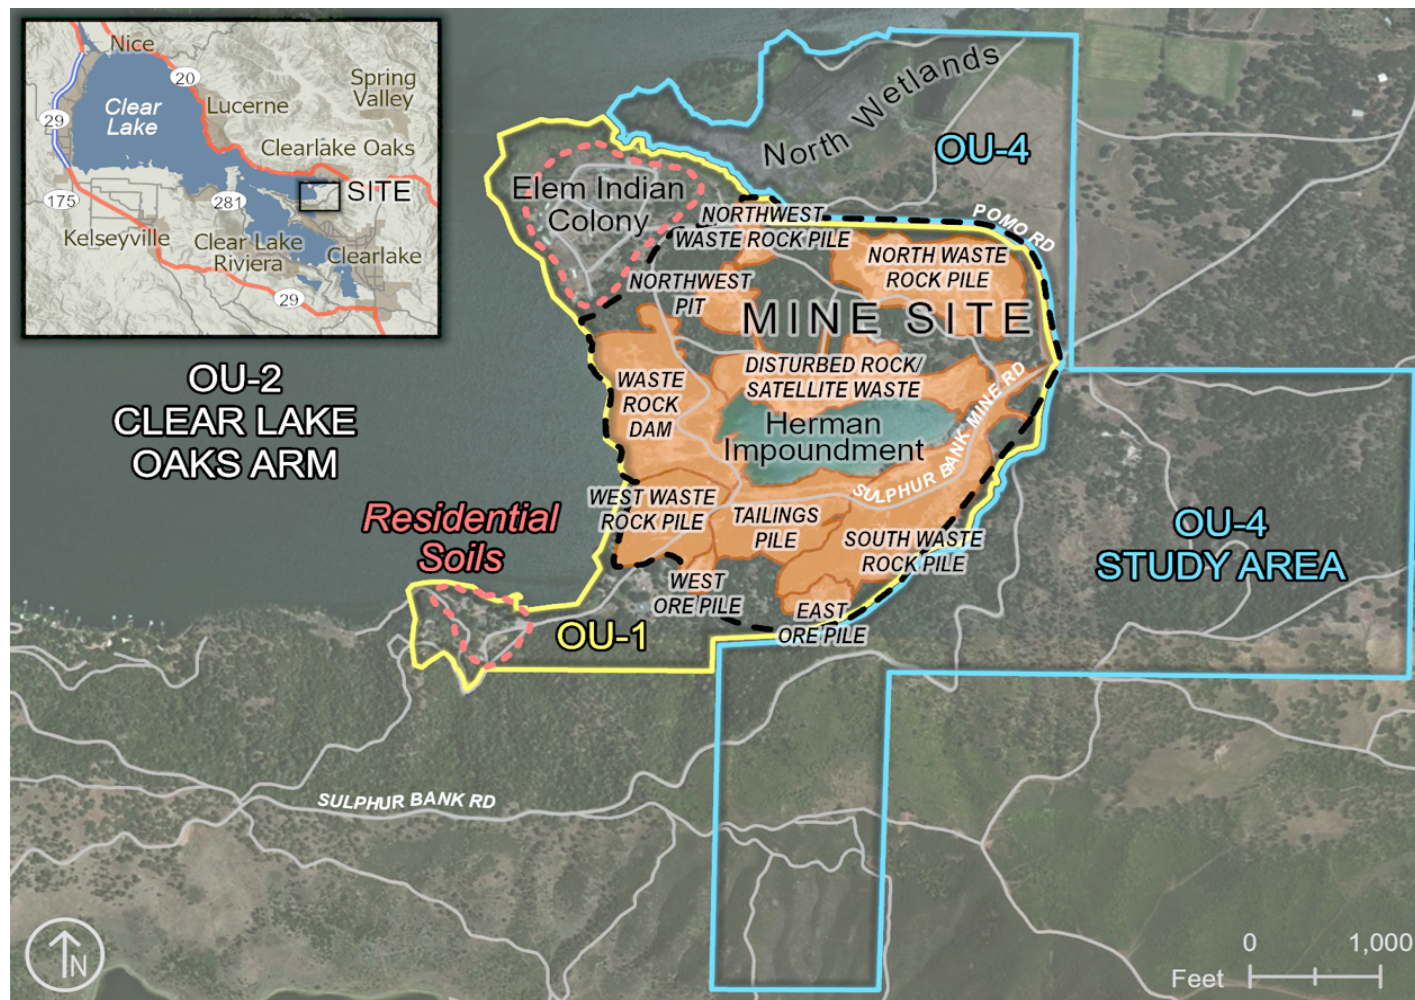 Nice
20
Spring
Valley
Clear
Lake
Lucerne
29
Clearlake Oaks
175
281
SITE
Kelseyville
Clear Lake
Riviera
Clearlake
29
North Wetlands
OU-4
Elem Indian
Colony
NORTHWEST
WASTE ROCK PILE
POMO RD
NORTH WASTE
ROCK PILE
NORTHWEST
PIT
MINE SITE
OU-2
CLEAR LAKE
OAKS ARM
WASTE
ROCK
DAM
DISTURBED ROCK/
SATELLITE WASTE
Herman
Impoundment
SULPHUR BANK MINE RD
Residential
Soils
WEST WASTE
ROCK PILE
TAILINGS
PILE
SOUTH WASTE
ROCK PILE
OU-4
STUDY AREA
WEST
ORE PILE
EAST
ORE PILE
OU-1
SULPHUR BANK RD
N
0
1,000
Feet